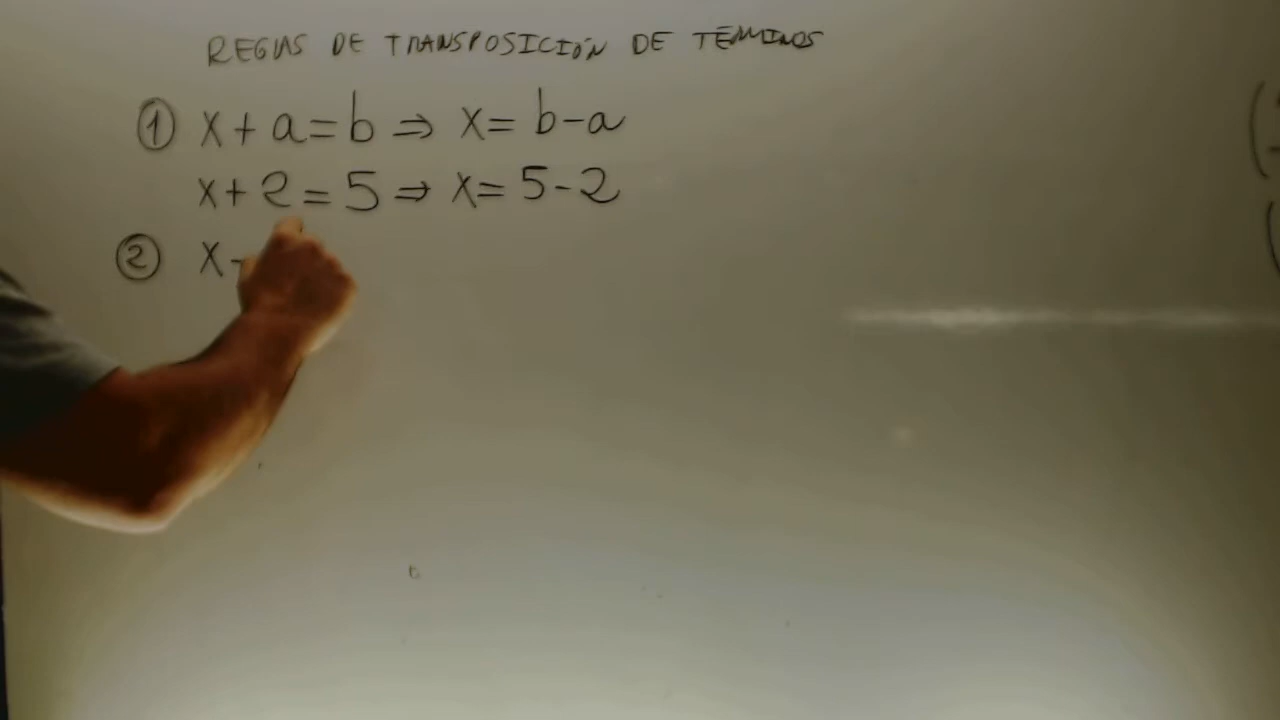 REGLAS DE TRANSPOSICIÓN DE TÉRMINOS
① x + a = b ⇒ x = b - a
x + 2 = 5 ⇒ x = 5 - 2
② x -